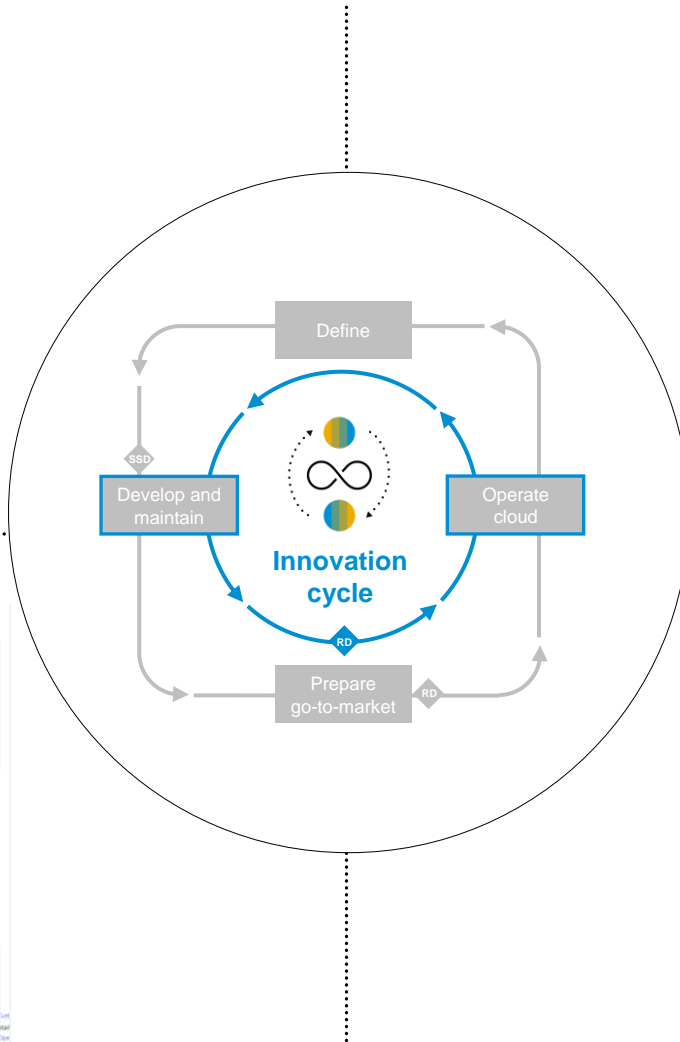 Define
SSD
Develop and
maintain
Operate
cloud
Innovation
cycle
RD
Prepare
go-to-market
RD